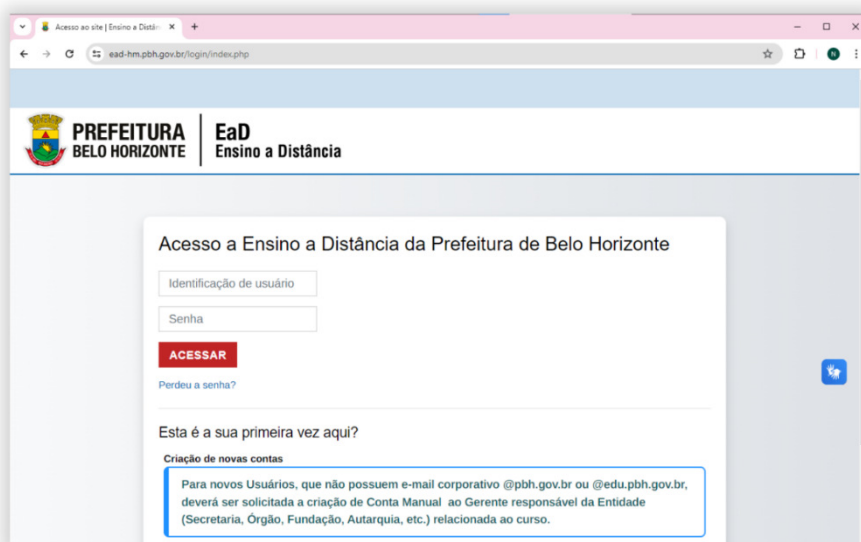 Acesso ao site | Ensino a Distân
ead-hm.pbh.gov.br/login/index.php
N
PREFEITURA
BELO HORIZONTE
EaD
Ensino a Distância
Acesso a Ensino a Distância da Prefeitura de Belo Horizonte
Identificação de usuário
Senha
ACESSAR
Perdeu a senha?
Esta é a sua primeira vez aqui?
Criação de novas contas
Para novos Usuários, que não possuem e-mail corporativo @pbh.gov.br ou @edu.pbh.gov.br,
deverá ser solicitada a criação de Conta Manual ao Gerente responsável da Entidade
(Secretaria, Órgão, Fundação, Autarquia, etc.) relacionada ao curso.